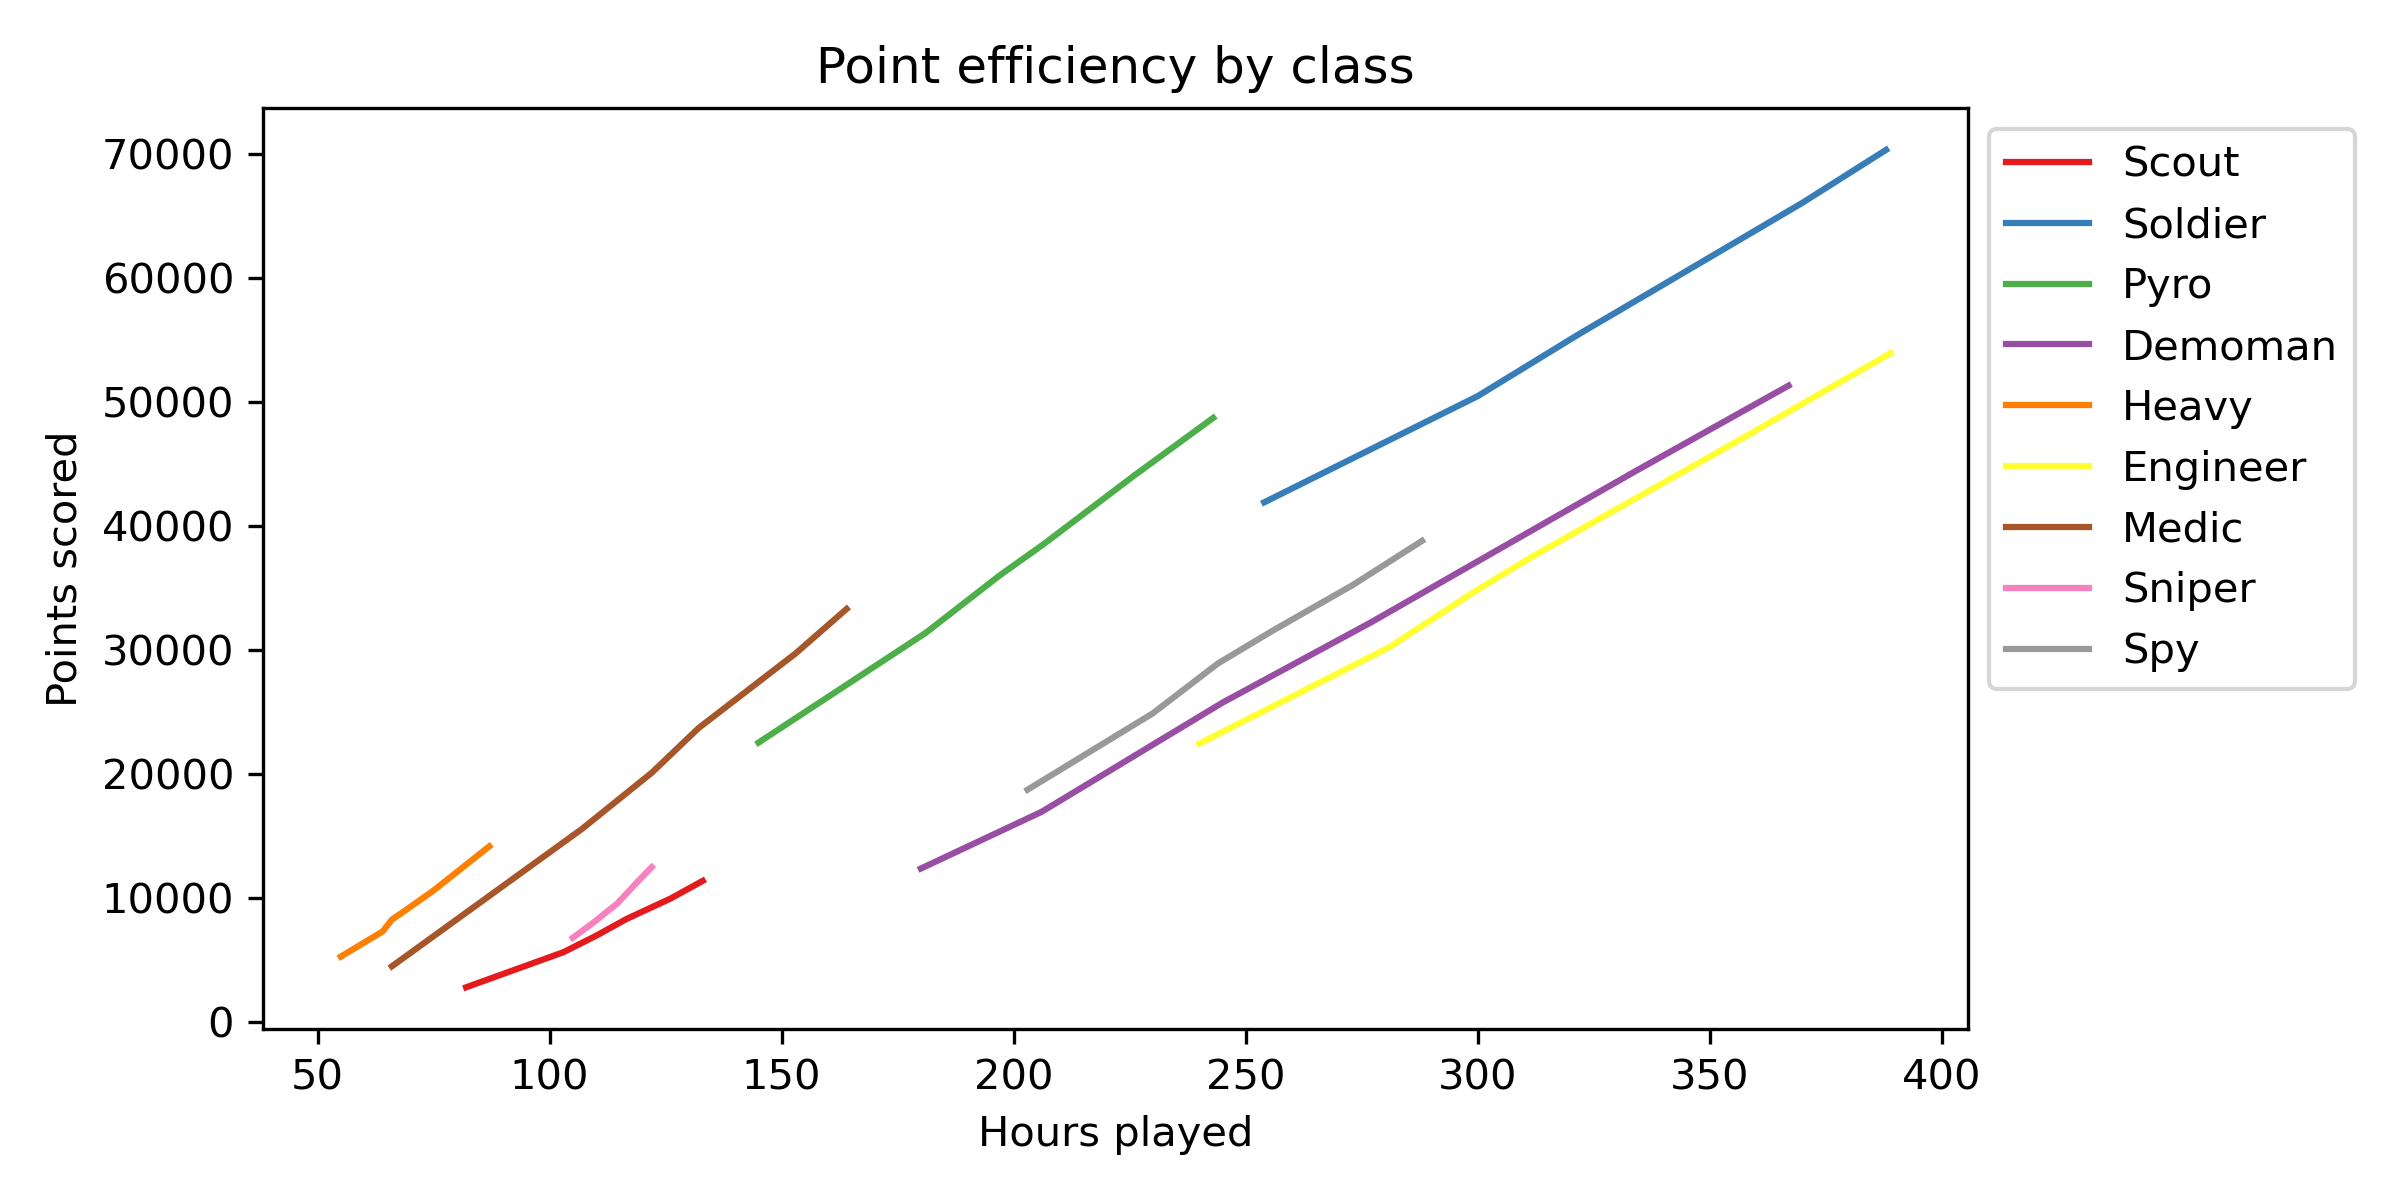 Point efficiency by class
Points scored
70000
60000
50000
40000
30000
20000
10000
0
50 100 150 200 250 300 350 400
Hours played
Scout
Soldier
Pyro
Demoman
Heavy
Engineer
Medic
Sniper
Spy